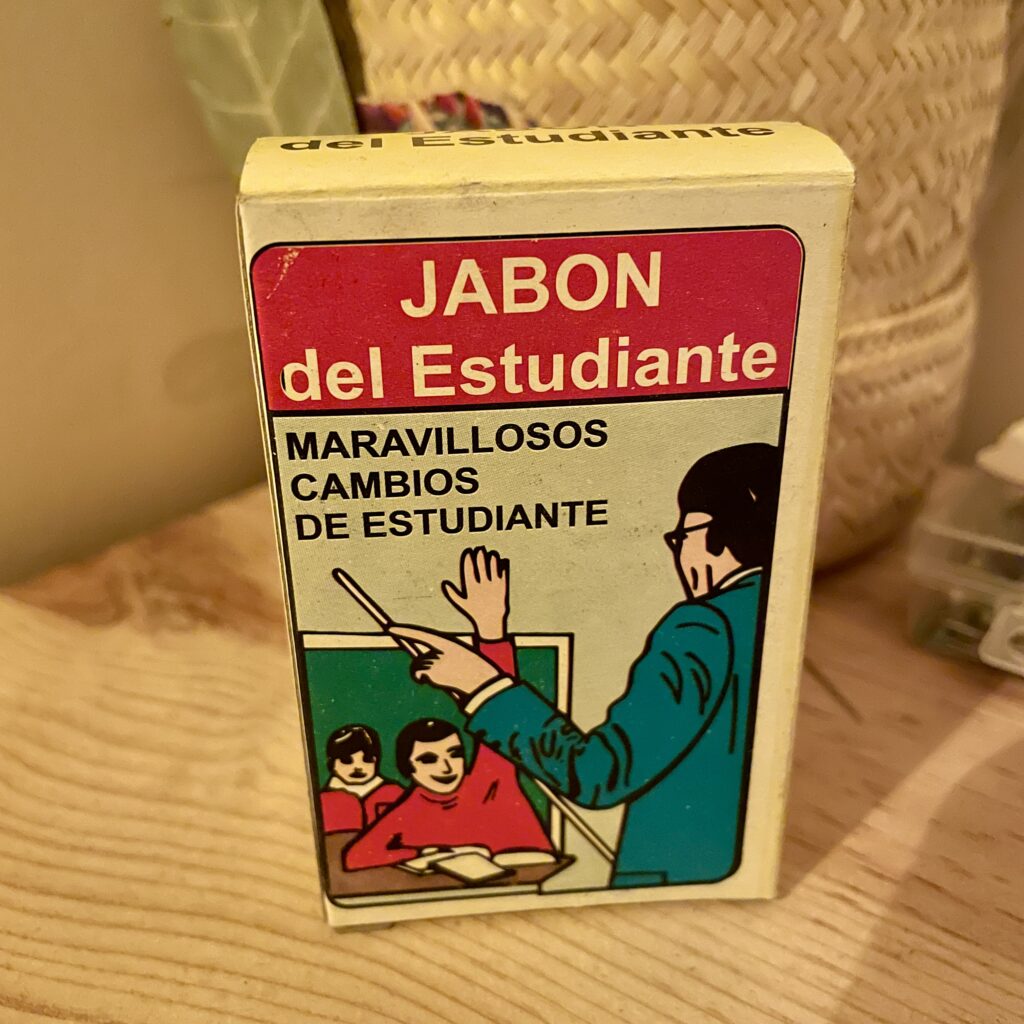 del Estudiante
JABON
del Estudiante
MARAVILLOSOS
CAMBIOS
DE ESTUDIANTE